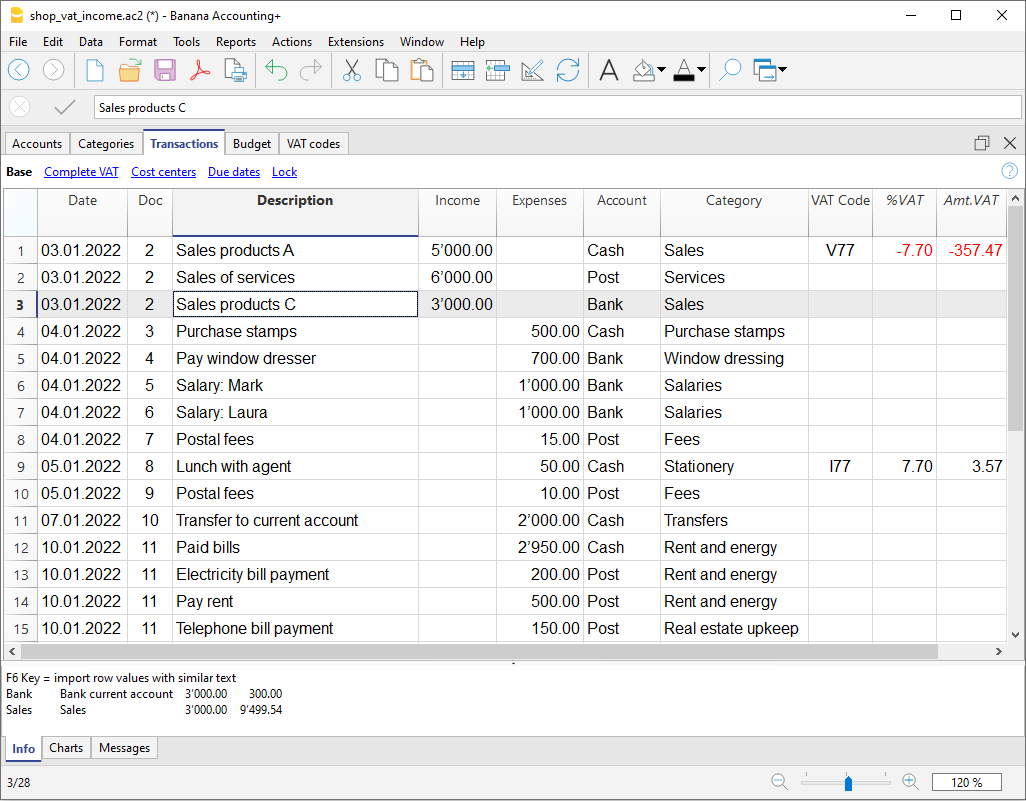 shop_vat_income.ac2 (*) - Banana Accounting+
File Edit Data Format Tools Reports Actions Extensions Window Help
Sales products C
Accounts Categories Transactions Budget VAT codes
Base Complete VAT Cost centers Due dates Lock ?
Date Doc Description Income Expenses Account Category VAT Code %VAT Amt.VAT
1 03.01.2022 2 Sales products A 5’000.00 Cash Sales V77 -7.70 -357.47
2 03.01.2022 2 Sales of services 6’000.00 Post Services
3 03.01.2022 2 Sales products C 3’000.00 Bank Sales
4 04.01.2022 3 Purchase stamps 500.00 Cash Purchase stamps
5 04.01.2022 4 Pay window dresser 700.00 Bank Window dressing
6 04.01.2022 5 Salary: Mark 1’000.00 Bank Salaries
7 04.01.2022 6 Salary: Laura 1’000.00 Bank Salaries
8 04.01.2022 7 Postal fees 15.00 Post Fees
9 05.01.2022 8 Lunch with agent 50.00 Cash Stationery I77 7.70 3.57
10 05.01.2022 9 Postal fees 10.00 Post Fees
11 07.01.2022 10 Transfer to current account 2’000.00 Cash Transfers
12 10.01.2022 11 Paid bills 2’950.00 Cash Rent and energy
13 10.01.2022 11 Electricity bill payment 200.00 Post Rent and energy
14 10.01.2022 11 Pay rent 500.00 Post Rent and energy
15 10.01.2022 11 Telephone bill payment 150.00 Post Real estate upkeep
F6 Key = import row values with similar text
Bank Bank current account 3’000.00 300.00
Sales Sales 3’000.00 9’499.54
Info Charts Messages
3/28 120 %